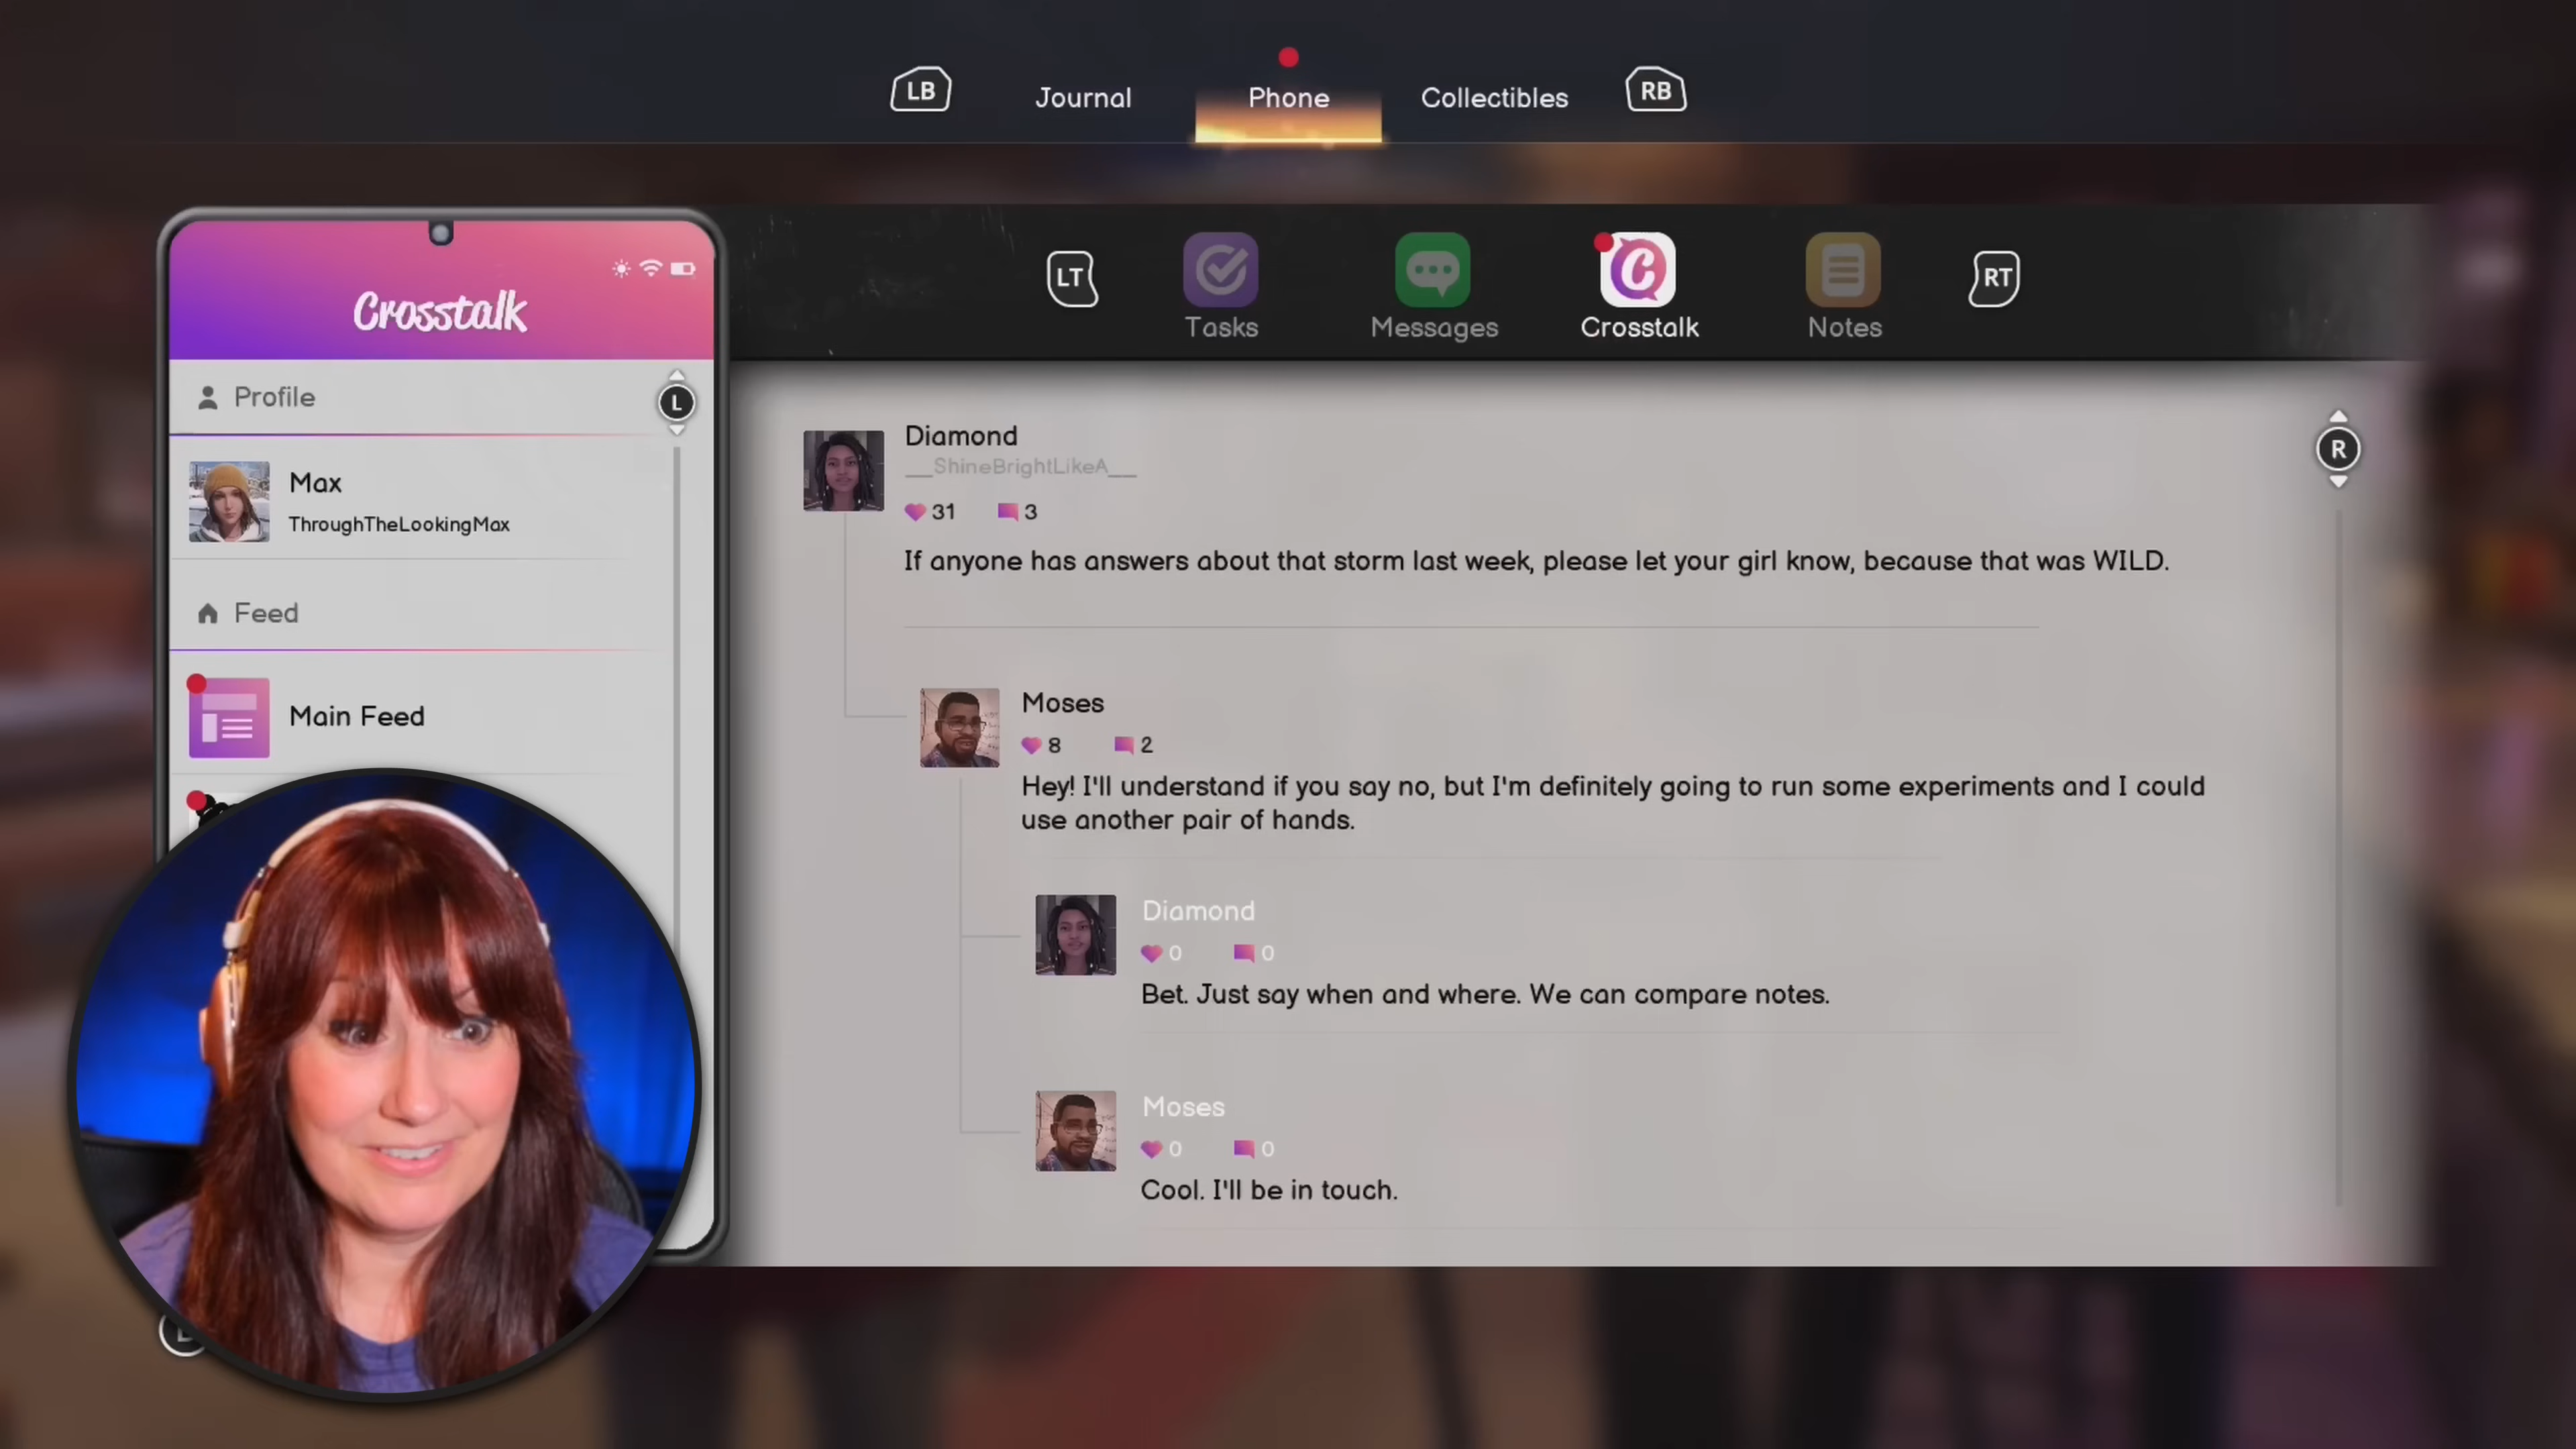 LB
Journal
Phone
Collectibles
RB
Crosstalk
LT
Tasks
Messages
Crosstalk
Notes
RT
Profile
L
Max
ThroughTheLookingMax
Feed
Main Feed
Diamond
__ShineBrightLikeA__
31
3
If anyone has answers about that storm last week, please let your girl know, because that was WILD.
R
Moses
8
2
Hey! I'll understand if you say no, but I'm definitely going to run some experiments and I could
use another pair of hands.
Diamond
0
0
Bet. Just say when and where. We can compare notes.
Moses
0
0
Cool. I'll be in touch.